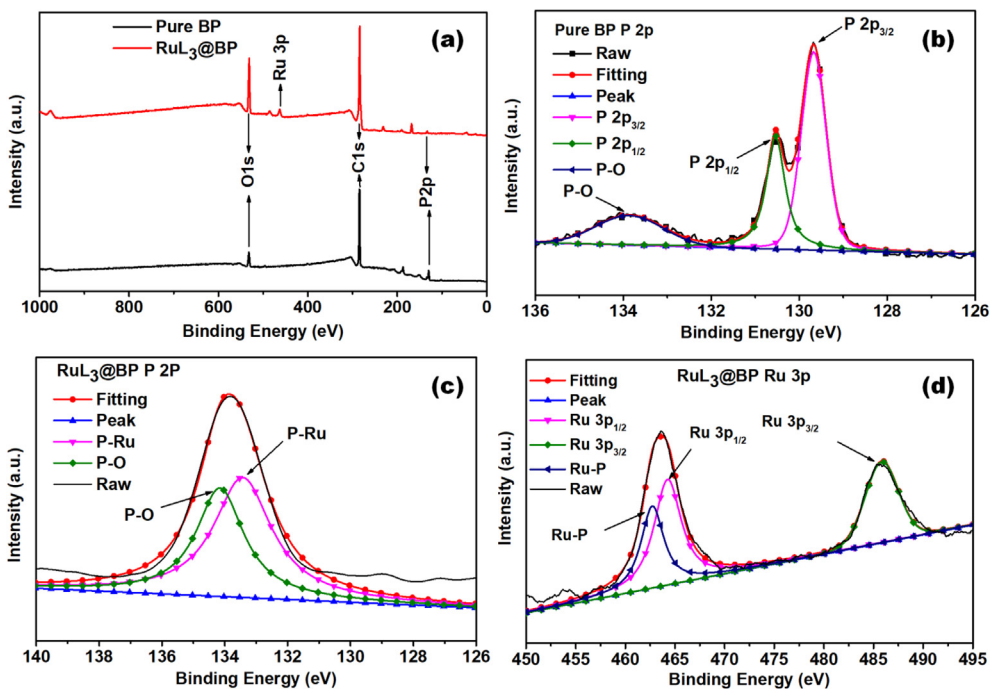 Pure BP
RuL₃@BP
(a)
Ru 3p
O1s
C1s
P2p
Intensity (a.u.)
1000 800 600 400 200 0
Binding Energy (eV)
Pure BP P 2p
(b)
Raw
Fitting
Peak
P 2p₃/₂
P 2p₁/₂
P-O
P 2p₃/₂
P 2p₁/₂
P-O
Intensity (a.u.)
136 134 132 130 128 126
Binding Energy (eV)
RuL₃@BP P 2P
(c)
Fitting
Peak
P-Ru
P-O
Raw
P-Ru
P-O
Intensity (a.u.)
140 138 136 134 132 130 128 126
Binding Energy (eV)
RuL₃@BP Ru 3p
(d)
Fitting
Peak
Ru 3p₁/₂
Ru 3p₃/₂
Ru-P
Raw
Ru 3p₁/₂
Ru 3p₃/₂
Ru-P
Intensity (a.u.)
450 455 460 465 470 475 480 485 490 495
Binding Energy (eV)